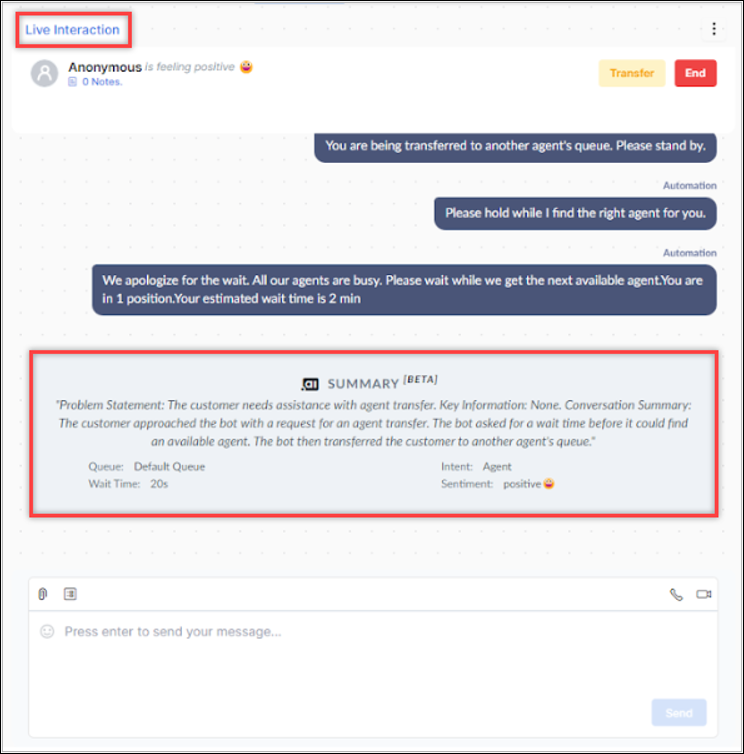 Live Interaction
Anonymous is feeling positive 😀
0 Notes.
Transfer
End
You are being transferred to another agent's queue. Please stand by.
Automation
Please hold while I find the right agent for you.
Automation
We apologize for the wait. All our agents are busy. Please wait while we get the next available agent.You are
in 1 position.Your estimated wait time is 2 min
.ai SUMMARY [BETA]
"Problem Statement: The customer needs assistance with agent transfer. Key Information: None. Conversation Summary:
The customer approached the bot with a request for an agent transfer. The bot asked for a wait time before it could find
an available agent. The bot then transferred the customer to another agent's queue."
Queue: Default Queue
Intent: Agent
Wait Time: 20s
Sentiment: positive 😀
Press enter to send your message...
Send